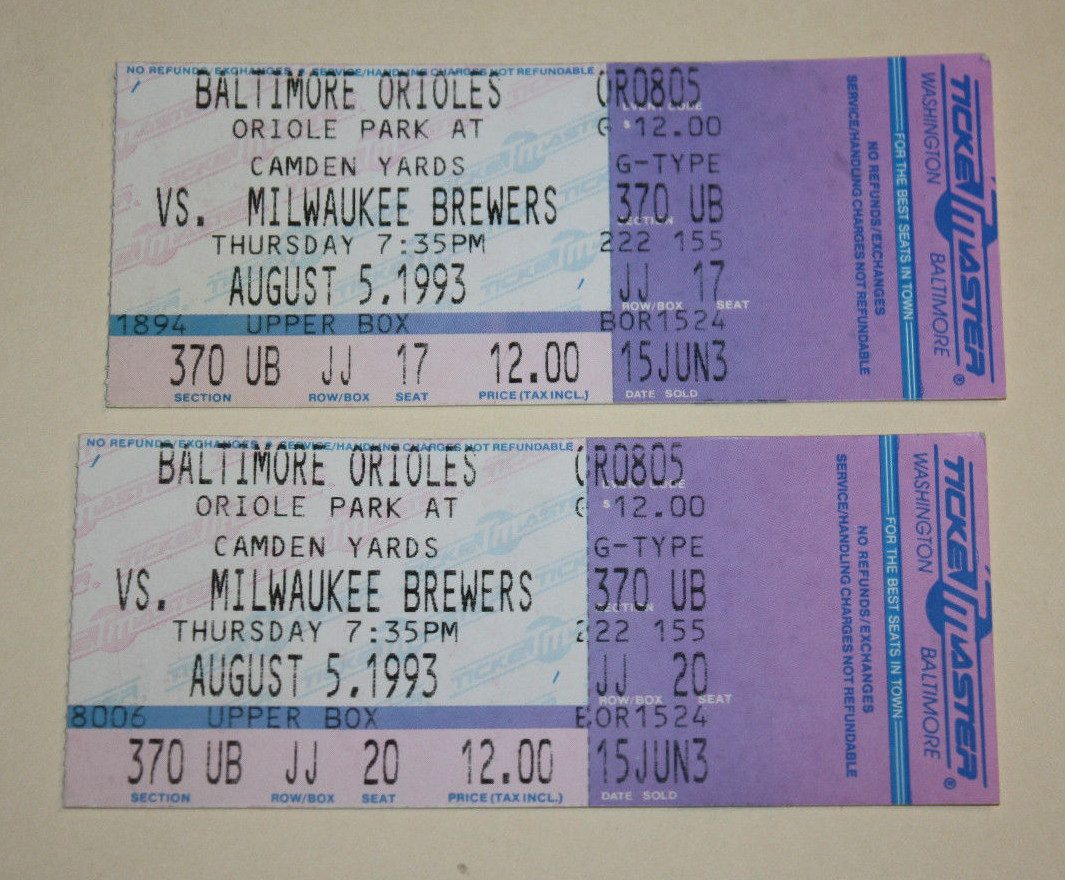 NO REFUNDS/EXCHANGES SERVICE/HANDLING CHARGES NOT REFUNDABLE
BALTIMORE ORIOLES
ORIOLE PARK AT
CAMDEN YARDS
VS. MILWAUKEE BREWERS
THURSDAY 7:35PM
AUGUST 5,1993
1894 UPPER BOX
370 UB JJ 17 12.00
SECTION ROW/BOX SEAT PRICE (TAX INCL.)
OR0805
EVENT CODE
G $12.00
G-TYPE
370 UB
SECTION
222 155
JJ 17
ROW/BOX SEAT
BOR1524
15JUN3
DATE SOLD
SERVICE/HANDLING CHARGES NOT REFUNDABLE
NO REFUNDS/EXCHANGES
FOR THE BEST SEATS IN TOWN
WASHINGTON BALTIMORE
TICKETMASTER®
NO REFUNDS/EXCHANGES SERVICE/HANDLING CHARGES NOT REFUNDABLE
BALTIMORE ORIOLES
ORIOLE PARK AT
CAMDEN YARDS
VS. MILWAUKEE BREWERS
THURSDAY 7:35PM
AUGUST 5,1993
8006 UPPER BOX
370 UB JJ 20 12.00
SECTION ROW/BOX SEAT PRICE (TAX INCL.)
OR0805
EVENT CODE
G $12.00
G-TYPE
370 UB
SECTION
222 155
JJ 20
ROW/BOX SEAT
BOR1524
15JUN3
DATE SOLD
SERVICE/HANDLING CHARGES NOT REFUNDABLE
NO REFUNDS/EXCHANGES
FOR THE BEST SEATS IN TOWN
WASHINGTON BALTIMORE
TICKETMASTER®